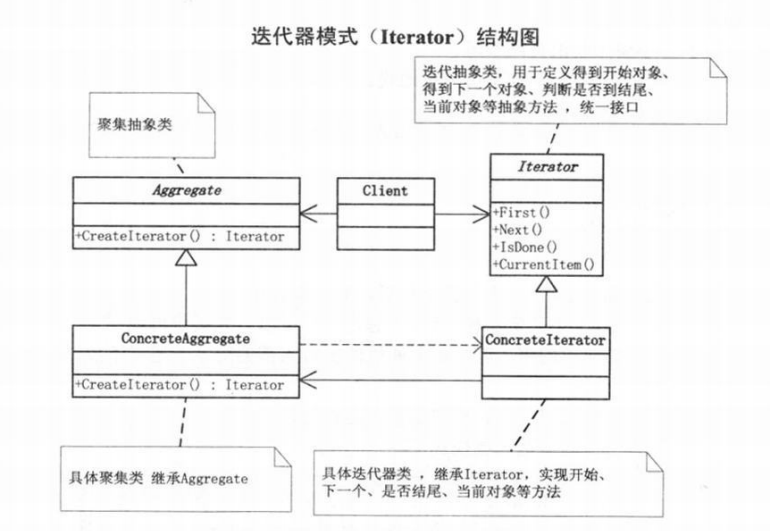 迭代器模式（Iterator）结构图
迭代抽象类，用于定义得到开始对象、
得到下一个对象、判断是否到结尾、
当前对象等抽象方法 ，统一接口
聚集抽象类
Aggregate
+CreateIterator() : Iterator
Client
Iterator
+First()
+Next()
+IsDone()
+CurrentItem()
ConcreteAggregate
+CreateIterator() : Iterator
ConcreteIterator
具体聚集类 继承Aggregate
具体迭代器类 ，继承Iterator，实现开始、
下一个、是否结尾、当前对象等方法